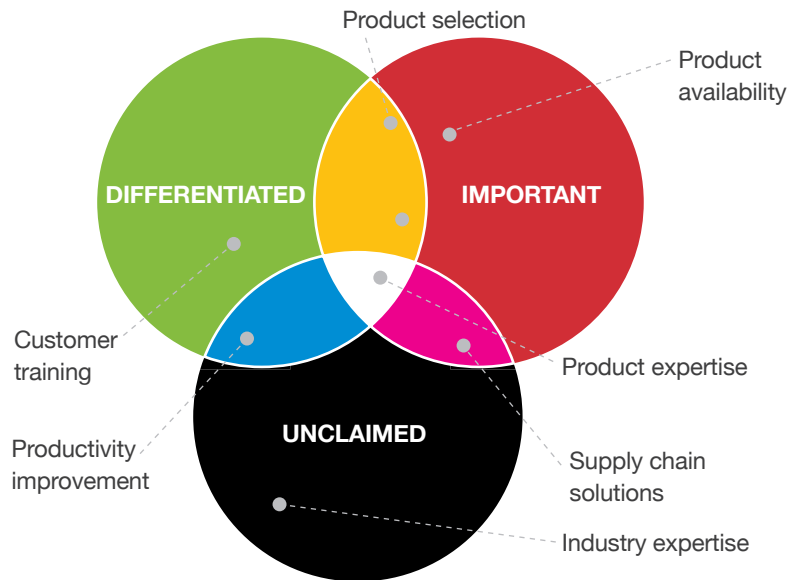 Product selection
Product
availability
DIFFERENTIATED
IMPORTANT
Customer
training
Product expertise
UNCLAIMED
Productivity
improvement
Supply chain
solutions
Industry expertise